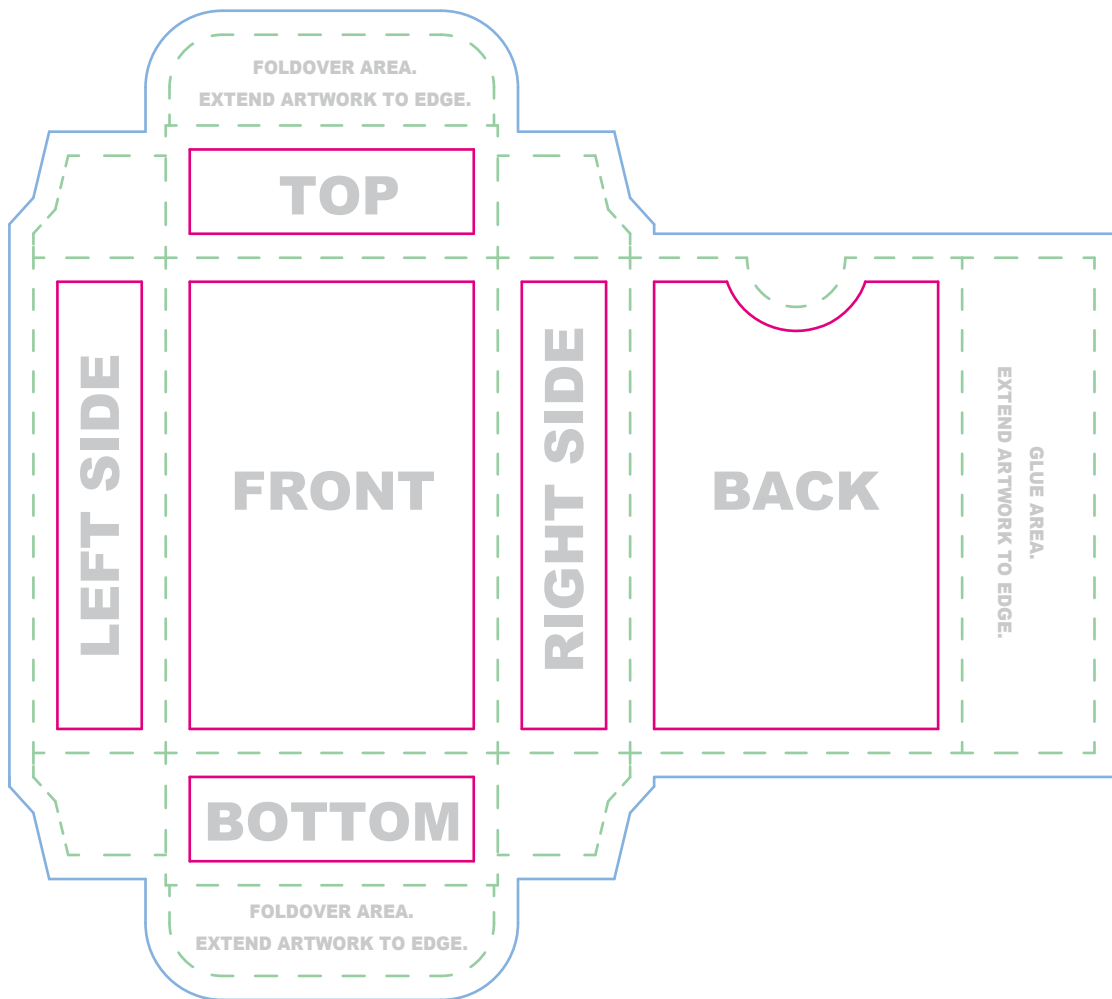 FOLDOVER AREA.
EXTEND ARTWORK TO EDGE.
TOP
LEFT SIDE
FRONT
RIGHT SIDE
BACK
GLUE AREA.
EXTEND ARTWORK TO EDGE.
BOTTOM
FOLDOVER AREA.
EXTEND ARTWORK TO EDGE.